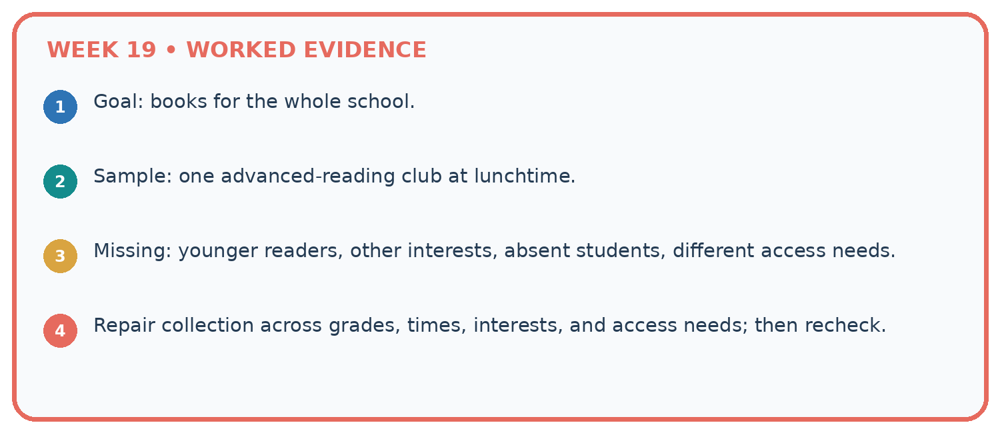 WEEK 19 • WORKED EVIDENCE
1 Goal: books for the whole school.
2 Sample: one advanced-reading club at lunchtime.
3 Missing: younger readers, other interests, absent students, different access needs.
4 Repair collection across grades, times, interests, and access needs; then recheck.